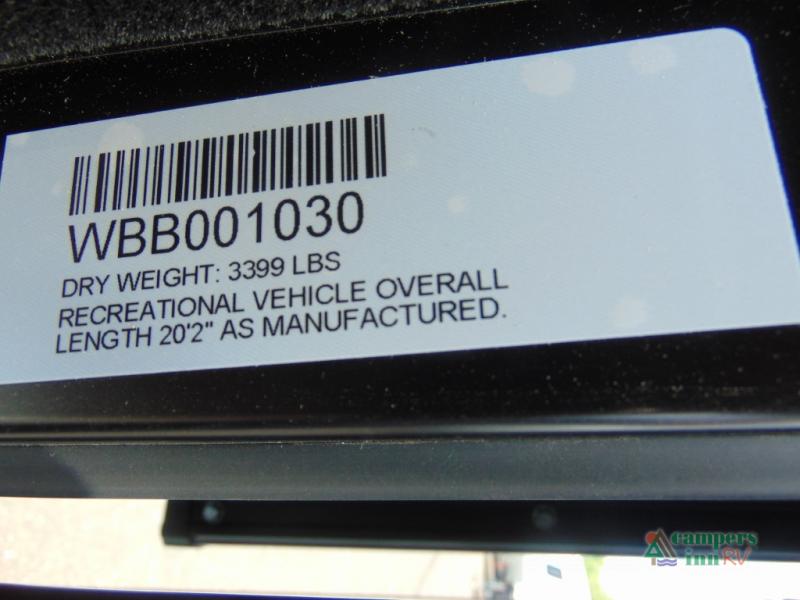 WBB001030
DRY WEIGHT: 3399 LBS
RECREATIONAL VEHICLE OVERALL
LENGTH 20'2" AS MANUFACTURED.
campers
inn RV